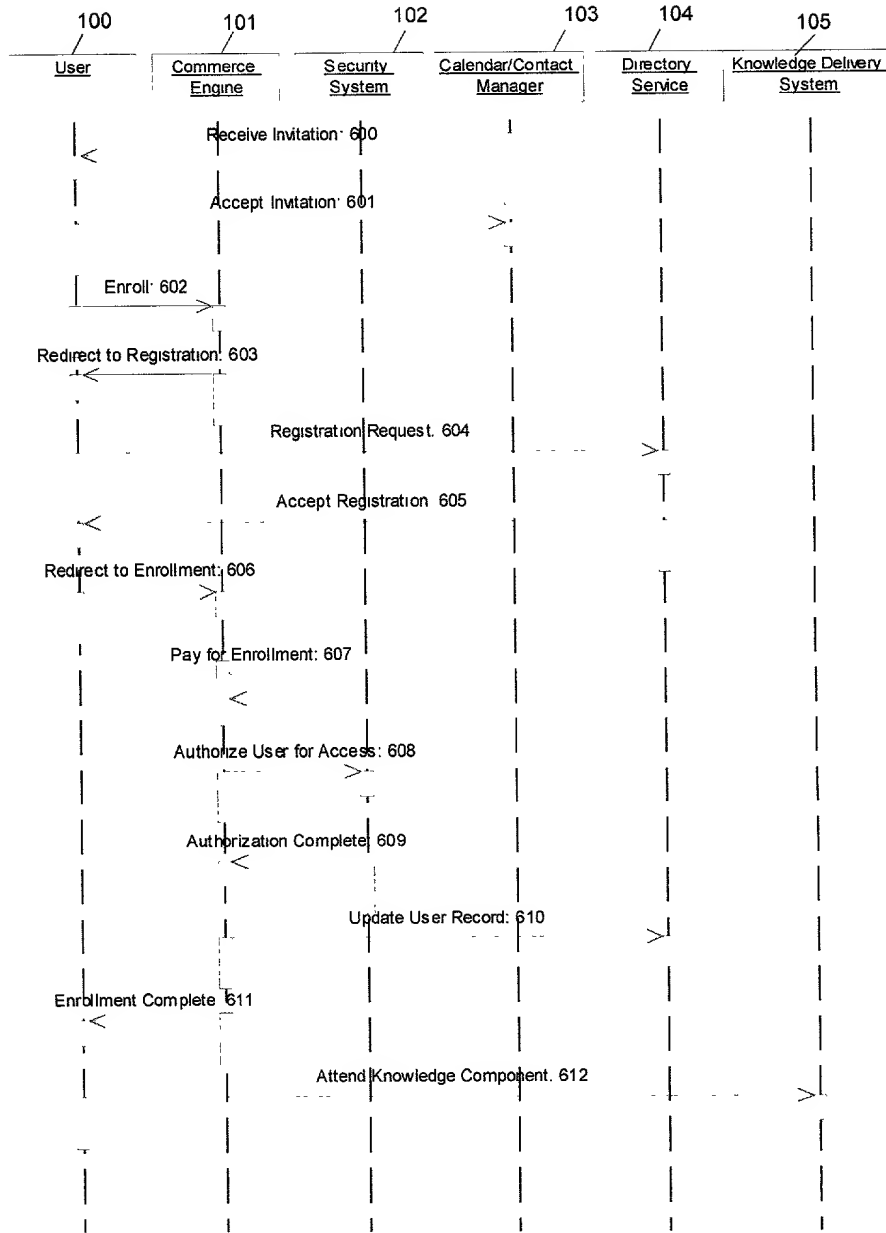 100 101 102 103 104 105
User Commerce Security Calendar/Contact Directory Knowledge Delivery
Engine System Manager Service System
Receive Invitation: 600
Accept Invitation: 601
Enroll: 602
Redirect to Registration: 603
Registration Request. 604
Accept Registration 605
Redirect to Enrollment: 606
Pay for Enrollment: 607
Authorize User for Access: 608
Authorization Complete: 609
Update User Record: 610
Enrollment Complete 611
Attend Knowledge Component. 612